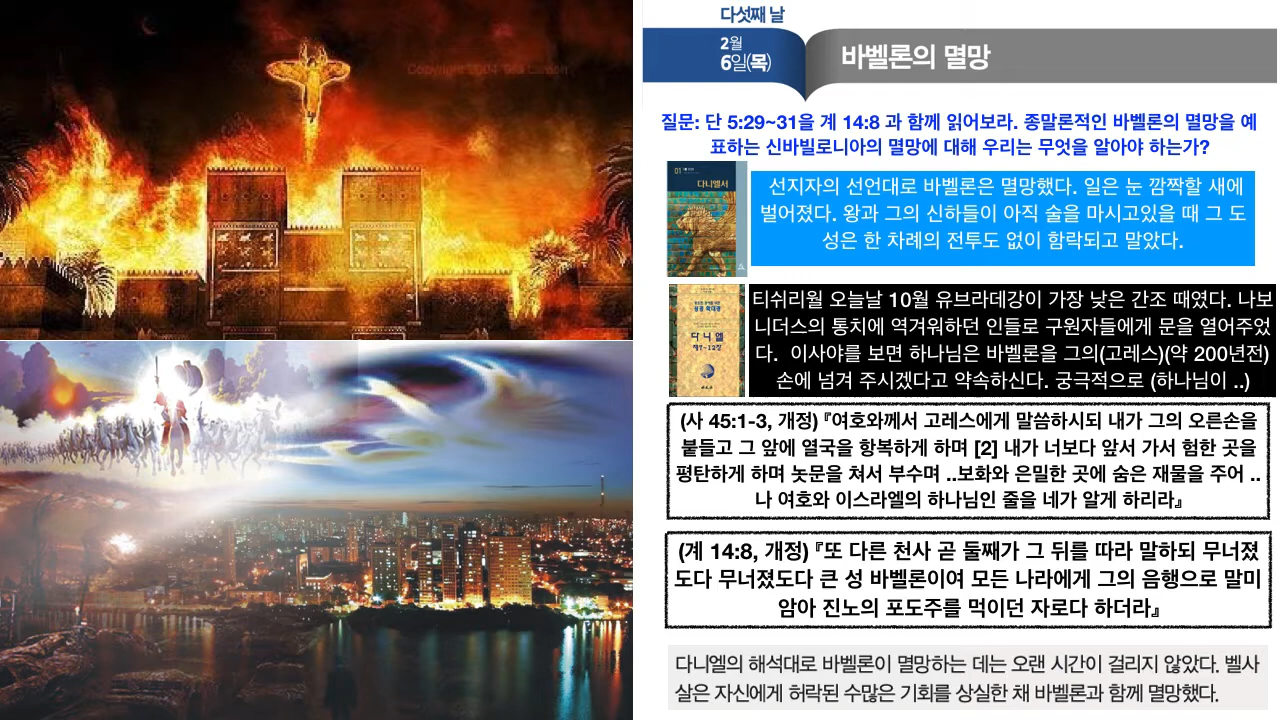 Copyright 2004
다섯째 날
2월
6일(목)
바벨론의 멸망
질문: 단 5:29~31을 계 14:8 과 함께 읽어보라. 종말론적인 바벨론의 멸망을 예
표하는 신바빌로니아의 멸망에 대해 우리는 무엇을 알아야 하는가?
01
다니엘서
선지자의 선언대로 바벨론은 멸망했다. 일은 눈 깜짝할 새에
벌어졌다. 왕과 그의 신하들이 아직 술을 마시고있을 때 그 도
성은 한 차례의 전투도 없이 함락되고 말았다.
다 니 엘
제7~12장
티쉬리월 오늘날 10월 유브라데강이 가장 낮은 간조 때였다. 나보
니더스의 통치에 역겨워하던 인들로 구원자들에게 문을 열어주었
다. 이사야를 보면 하나님은 바벨론을 그의(고레스)(약 200년전)
손에 넘겨 주시겠다고 약속하신다. 궁극적으로 (하나님이 ..)
(사 45:1-3, 개정)『여호와께서 고레스에게 말씀하시되 내가 그의 오른손을
붙들고 그 앞에 열국을 항복하게 하며 [2] 내가 너보다 앞서 가서 험한 곳을
평탄하게 하며 놋문을 쳐서 부수며 ..보화와 은밀한 곳에 숨은 재물을 주어 ..
나 여호와 이스라엘의 하나님인 줄을 네가 알게 하리라』
(계 14:8, 개정)『또 다른 천사 곧 둘째가 그 뒤를 따라 말하되 무너졌
도다 무너졌도다 큰 성 바벨론이여 모든 나라에게 그의 음행으로 말미
암아 진노의 포도주를 먹이던 자로다 하더라』
다니엘의 해석대로 바벨론이 멸망하는 데는 오랜 시간이 걸리지 않았다. 벨사
살은 자신에게 허락된 수많은 기회를 상실한 채 바벨론과 함께 멸망했다.